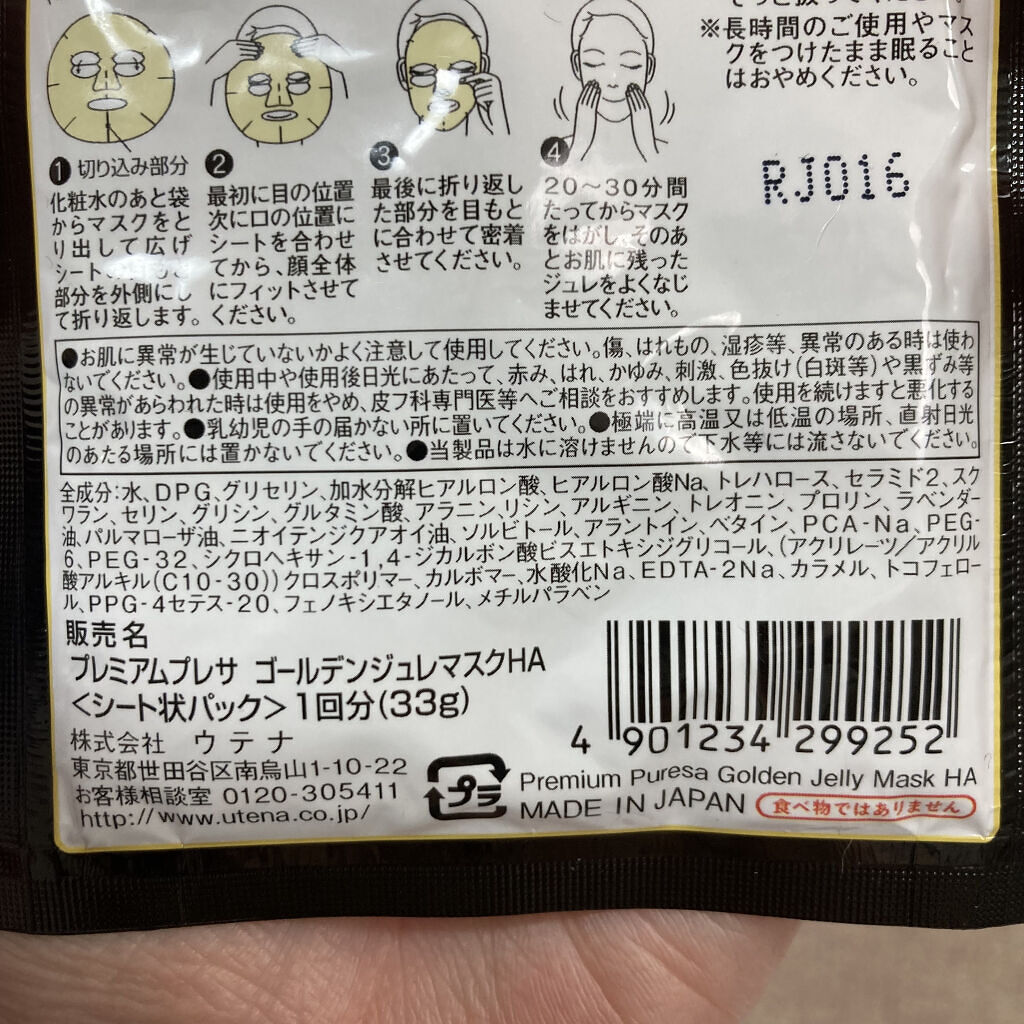 ※長時間のご使用やマス
クをつけたまま眠ること
はおやめください。
RJ016
1 切り込み部分
化粧水のあと袋
からマスクをと
り出して広げ
シートの
部分を外側にし
て折り返します。
2
最初に目の位置
次に口の位置に
シートを合わせ
てから、顔全体
にフィットさせて
ください。
3
最後に折り返し
た部分を目もと
に合わせて密着
させてください。
4
20～30分間
たってからマスク
をはがし、そのあ
とお肌に残った
ジュレをよくなじ
ませてください。
●お肌に異常が生じていないかよく注意して使用してください。傷、はれもの、湿疹等、異常のある時は使わ
ないでください。●使用中や使用後日光にあたって、赤み、はれ、かゆみ、刺激、色抜け(白斑等)や黒ずみ等
の異常があらわれた時は使用をやめ、皮フ科専門医等へご相談をおすすめします。使用を続けますと悪化する
ことがあります。●乳幼児の手の届かない所に置いてください。●極端に高温又は低温の場所、直射日光
のあたる場所には置かないでください。●当製品は水に溶けませんので下水等には流さないでください。
全成分:水、DPG、グリセリン、加水分解ヒアルロン酸、ヒアルロン酸Na、トレハロース、セラミド2、スク
ワラン、セリン、グリシン、グルタミン酸、アラニン、リシン、アルギニン、トレオニン、プロリン、ラベンダー
油、パルマローザ油、ニオイテンジクアオイ油、ソルビトール、アラントイン、ベタイン、PCA-Na、PEG-
6、PEG-32、シクロヘキサン-1,4-ジカルボン酸ビスエトキシジグリコール、(アクリレーツ/アクリル
酸アルキル(C10-30))クロスポリマー、カルボマー、水酸化Na、EDTA-2Na、カラメル、トコフェロー
ル、PPG-4セテス-20、フェノキシエタノール、メチルパラベン
販売名
プレミアムプレサ ゴールデンジュレマスクHA
<シート状パック>1回分(33g)
株式会社 ウテナ
東京都世田谷区南烏山1-10-22
お客様相談室 0120-305411
http://www.utena.co.jp/
プラ
4 901234 299252
Premium Puresa Golden Jelly Mask HA
MADE IN JAPAN 食べ物ではありません